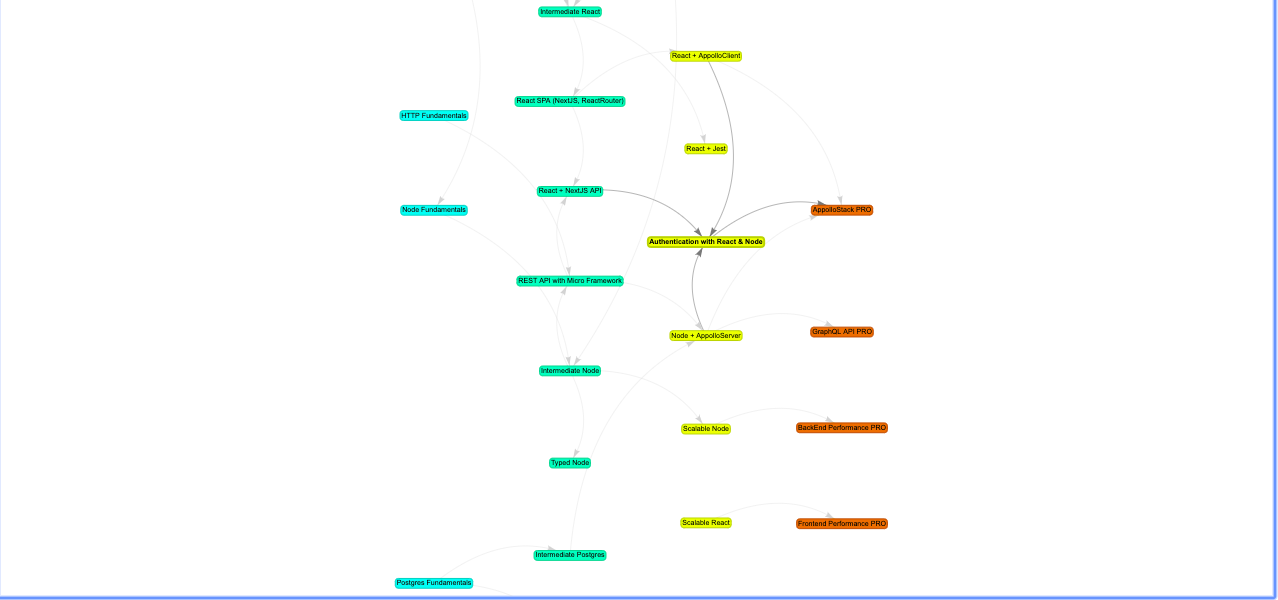 Intermediate React
React + AppolloClient
React SPA (NextJS, ReactRouter)
HTTP Fundamentals
React + Jest
React + NextJS API
Node Fundamentals
AppolloStack PRO
Authentication with React & Node
REST API with Micro Framework
Node + AppolloServer
GraphQL API PRO
Intermediate Node
Scalable Node
BackEnd Performance PRO
Typed Node
Scalable React
Frontend Performance PRO
Intermediate Postgres
Postgres Fundamentals